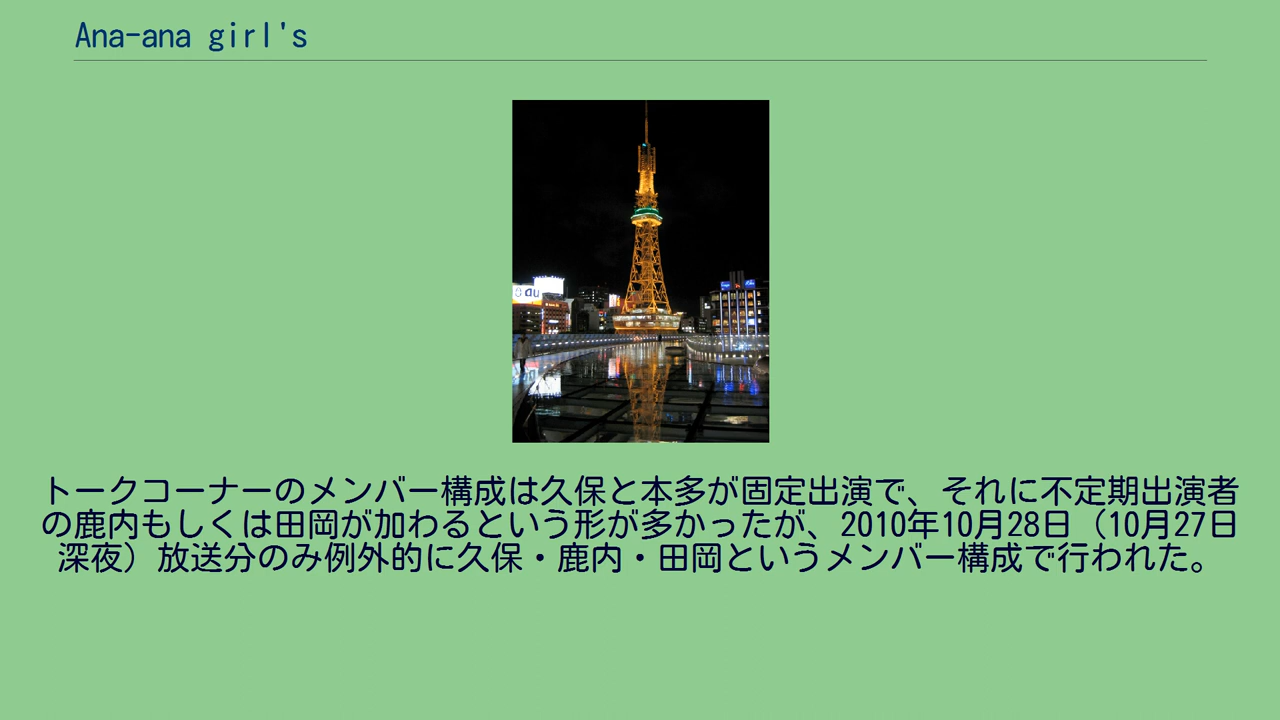 Ana-ana girl's
au
トークコーナーのメンバー構成は久保と本多が固定出演で、それに不定期出演者
の鹿内もしくは田岡が加わるという形が多かったが、2010年10月28日（10月27日
深夜）放送分のみ例外的に久保・鹿内・田岡というメンバー構成で行われた。